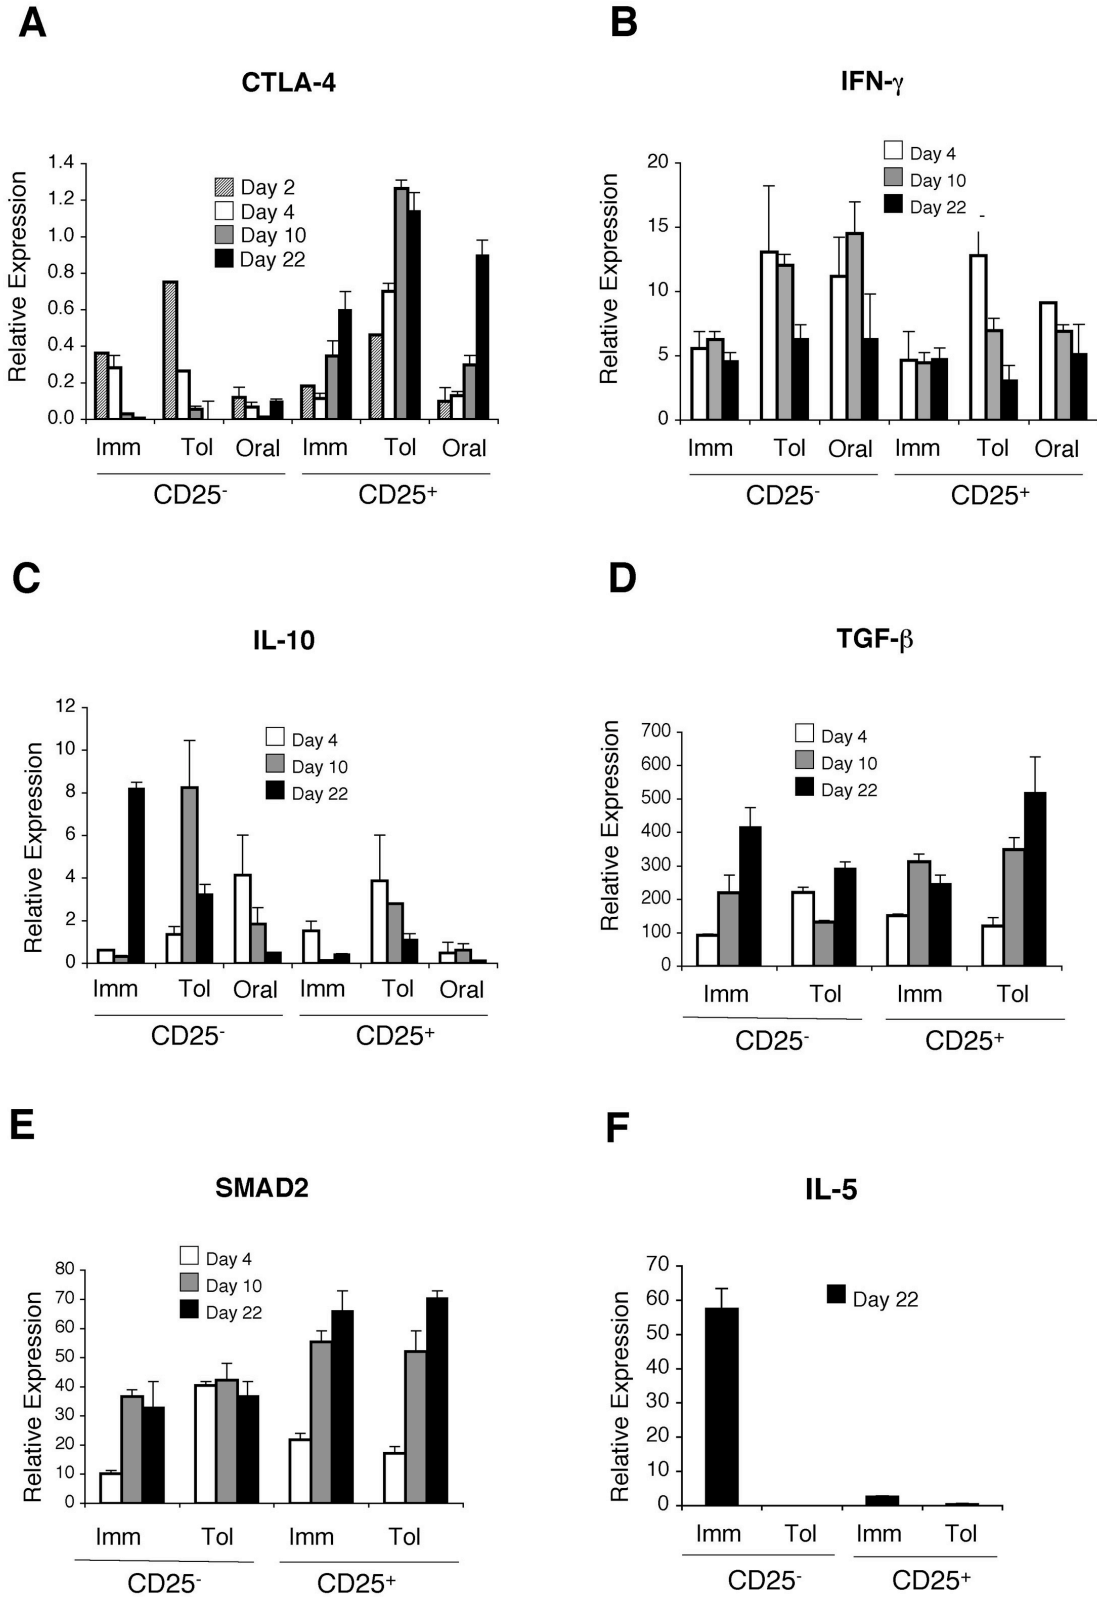 A
CTLA-4
Relative Expression
1.4
1.2
1.0
0.8
0.6
0.4
0.2
0.0
Day 2
Day 4
Day 10
Day 22
Imm Tol Oral Imm Tol Oral
CD25- CD25+
B
IFN-γ
Relative Expression
20
15
10
5
0
Day 4
Day 10
Day 22
Imm Tol Oral Imm Tol Oral
CD25- CD25+
C
IL-10
Relative Expression
12
10
8
6
4
2
0
Day 4
Day 10
Day 22
Imm Tol Oral Imm Tol Oral
CD25- CD25+
D
TGF-β
Relative Expression
700
600
500
400
300
200
100
0
Day 4
Day 10
Day 22
Imm Tol Imm Tol
CD25- CD25+
E
SMAD2
Relative Expression
80
70
60
50
40
30
20
10
0
Day 4
Day 10
Day 22
Imm Tol Imm Tol
CD25- CD25+
F
IL-5
Relative Expression
70
60
50
40
30
20
10
0
Day 22
Imm Tol Imm Tol
CD25- CD25+